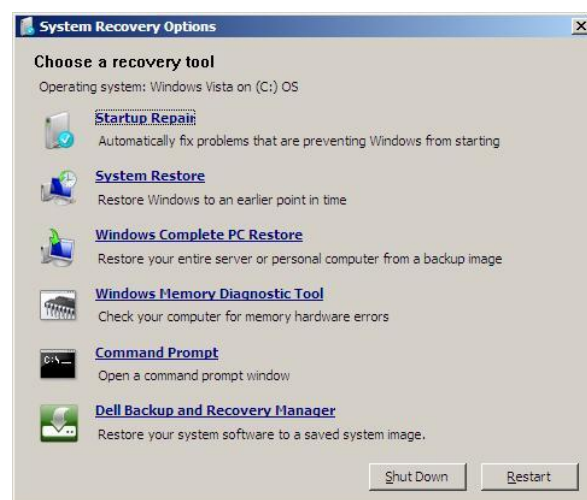 System Recovery Options
Choose a recovery tool
Operating system: Windows Vista on (C:) OS
Startup Repair
Automatically fix problems that are preventing Windows from starting
System Restore
Restore Windows to an earlier point in time
Windows Complete PC Restore
Restore your entire server or personal computer from a backup image
Windows Memory Diagnostic Tool
Check your computer for memory hardware errors
C:\_
Command Prompt
Open a command prompt window
Dell Backup and Recovery Manager
Restore your system software to a saved system image.
Shut Down
Restart